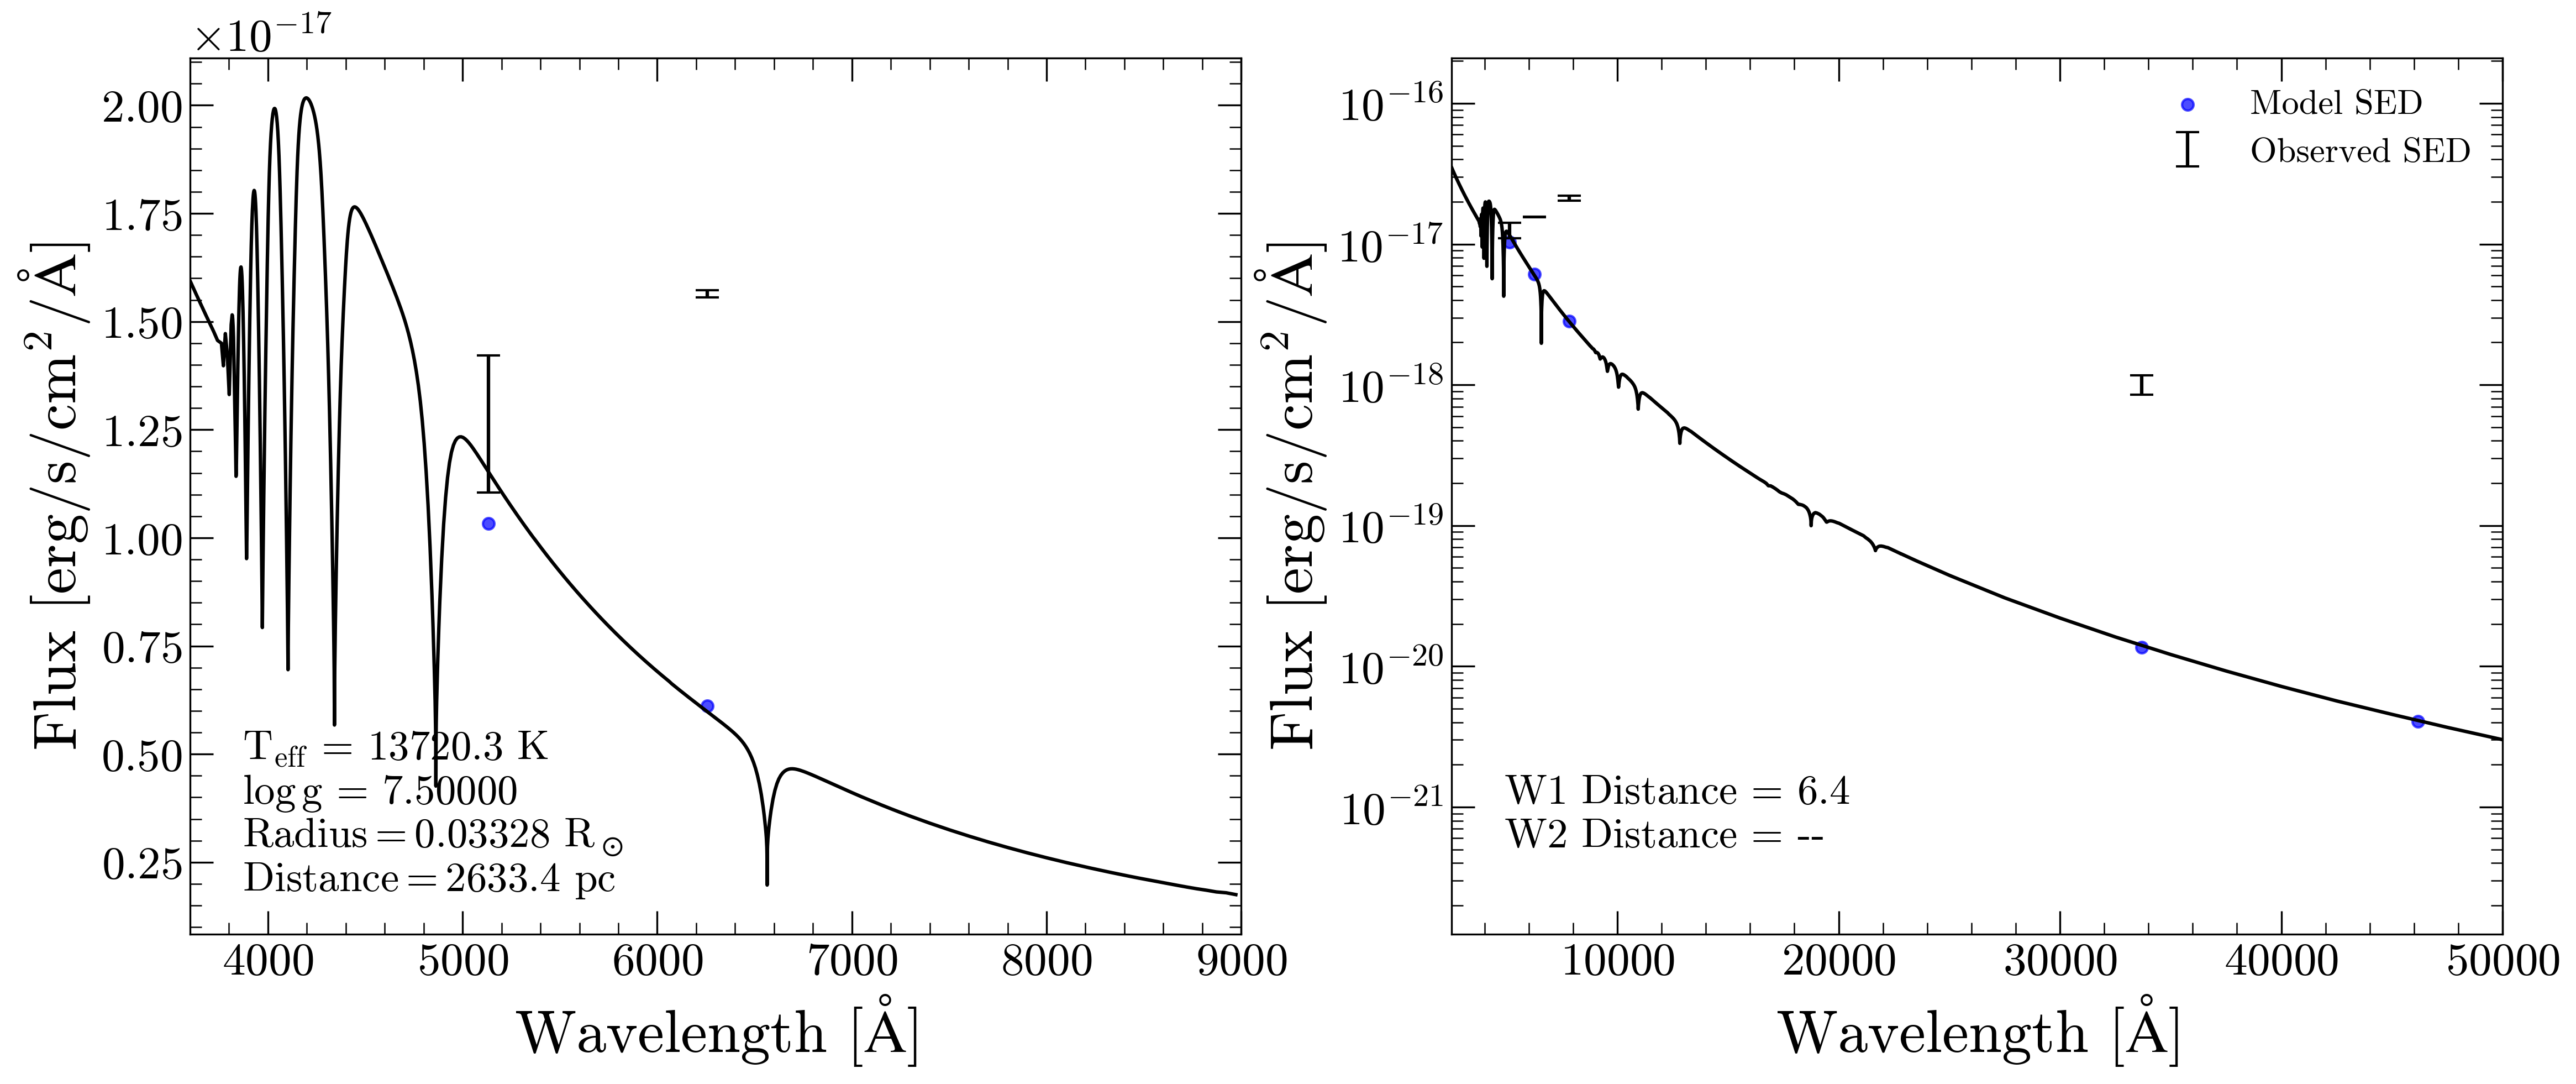 ×10⁻¹⁷
2.00
1.75
1.50
1.25
1.00
0.75
0.50
0.25
Flux [erg/s/cm²/Å]
T_eff = 13720.3 K
log g = 7.50000
Radius = 0.03328 R_⊙
Distance = 2633.4 pc
4000 5000 6000 7000 8000 9000
Wavelength [Å]
10⁻¹⁶
10⁻¹⁷
10⁻¹⁸
10⁻¹⁹
10⁻²⁰
10⁻²¹
Flux [erg/s/cm²/Å]
Model SED
Observed SED
W1 Distance = 6.4
W2 Distance = --
10000 20000 30000 40000 50000
Wavelength [Å]